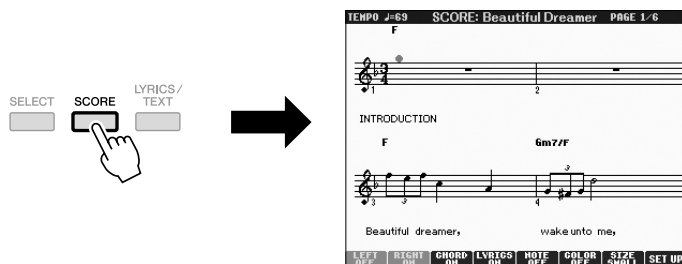 TEMPO ♩=69 SCORE: Beautiful Dreamer PAGE 1/6
F
3
4
1 2
INTRODUCTION
F Gm7/F
3 3
3 4
Beautiful dreamer, wake unto me,
LEFT OFF RIGHT ON CHORD ON LYRICS ON NOTE OFF COLOR OFF SIZE SMALL SET UP
SELECT SCORE LYRICS/
TEXT